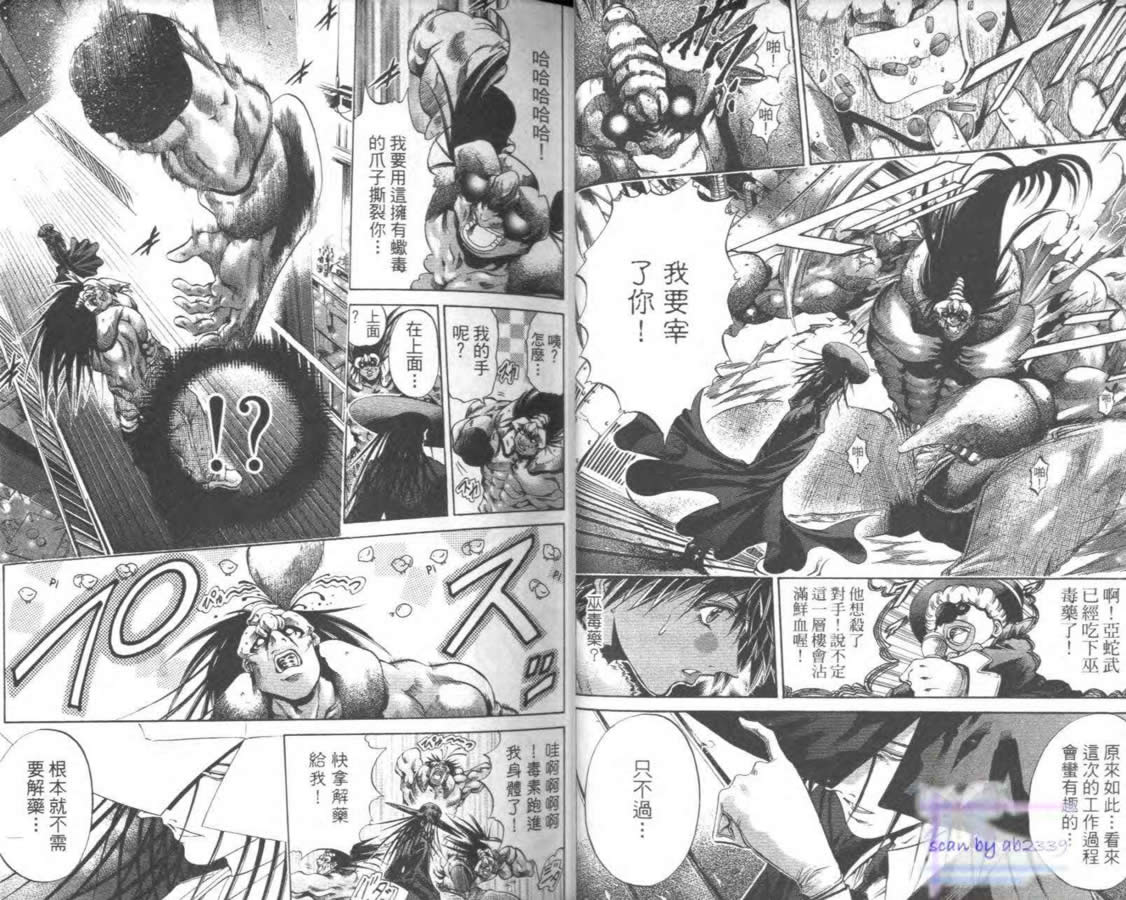 啪！
啪！
我要宰
了你！
啪！
啪！
啊！亞蛇武
已經吃下巫
毒藥了！
他想殺了
對手！說不定
這一層樓會沾
滿鮮血喔！
巫毒藥？
原來如此…看來
這次的工作過程
會蠻有趣的…
只不過…
scan by ab2339
哈哈哈哈哈！
我要用這擁有蠍毒
的爪子撕裂你…
咦？
怎麼…
我的手
呢？
在上面…
上面
？
！？
スパッ
PI
PI
PI
哇啊啊啊啊
！毒素跑進
我身體了！
快拿解藥
給我！
根本就不需
要解藥…